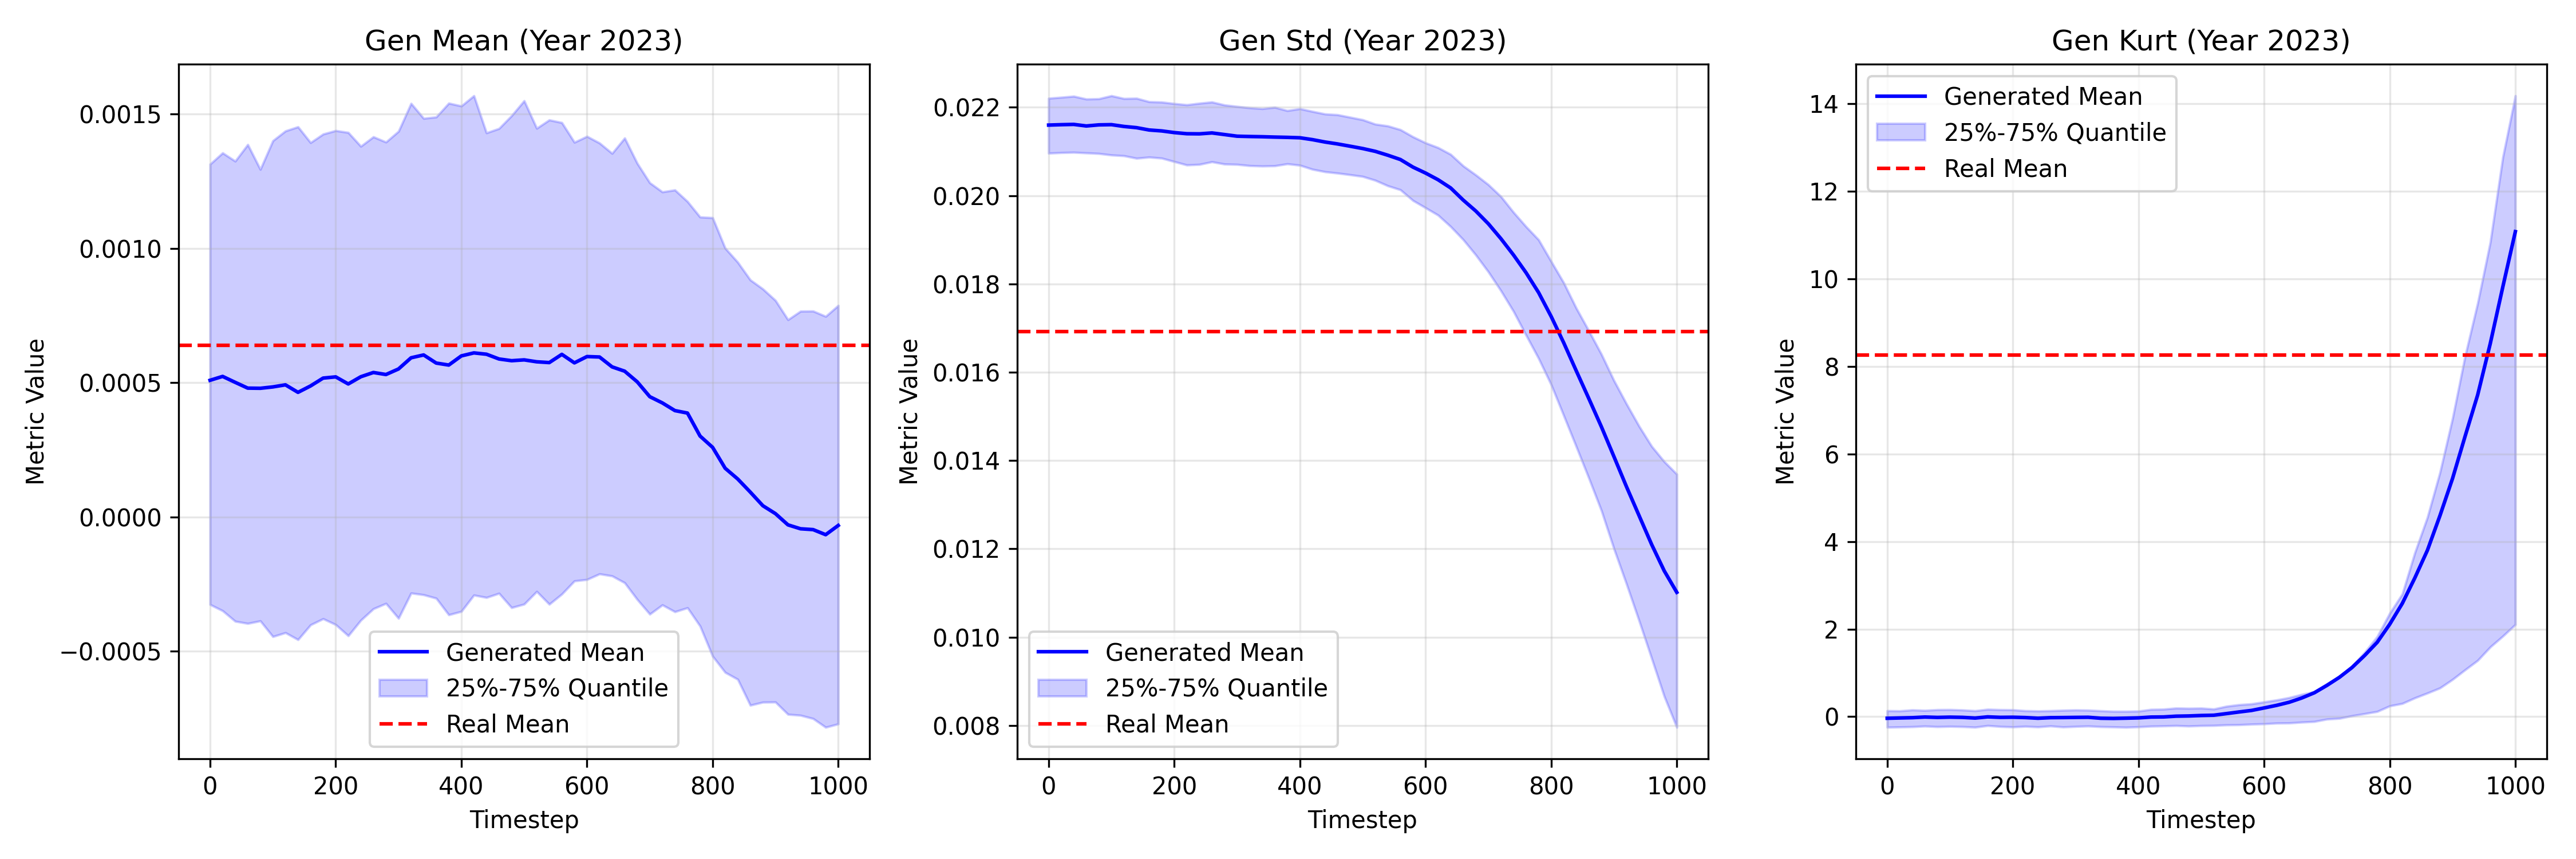 Gen Mean (Year 2023)
0.0015
0.0010
0.0005
0.0000
−0.0005
Metric Value
Generated Mean
25%-75% Quantile
Real Mean
0 200 400 600 800 1000
Timestep
Gen Std (Year 2023)
0.022
0.020
0.018
0.016
0.014
0.012
0.010
0.008
Metric Value
Generated Mean
25%-75% Quantile
Real Mean
0 200 400 600 800 1000
Timestep
Gen Kurt (Year 2023)
Generated Mean
25%-75% Quantile
Real Mean
14
12
10
8
6
4
2
0
Metric Value
0 200 400 600 800 1000
Timestep